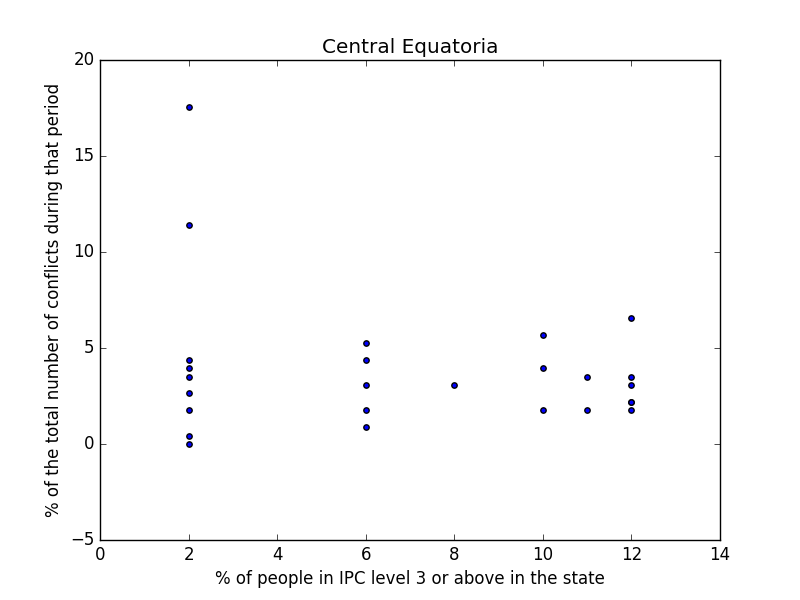 Central Equatoria
% of the total number of conflicts during that period
20
15
10
5
0
−5
0 2 4 6 8 10 12 14
% of people in IPC level 3 or above in the state